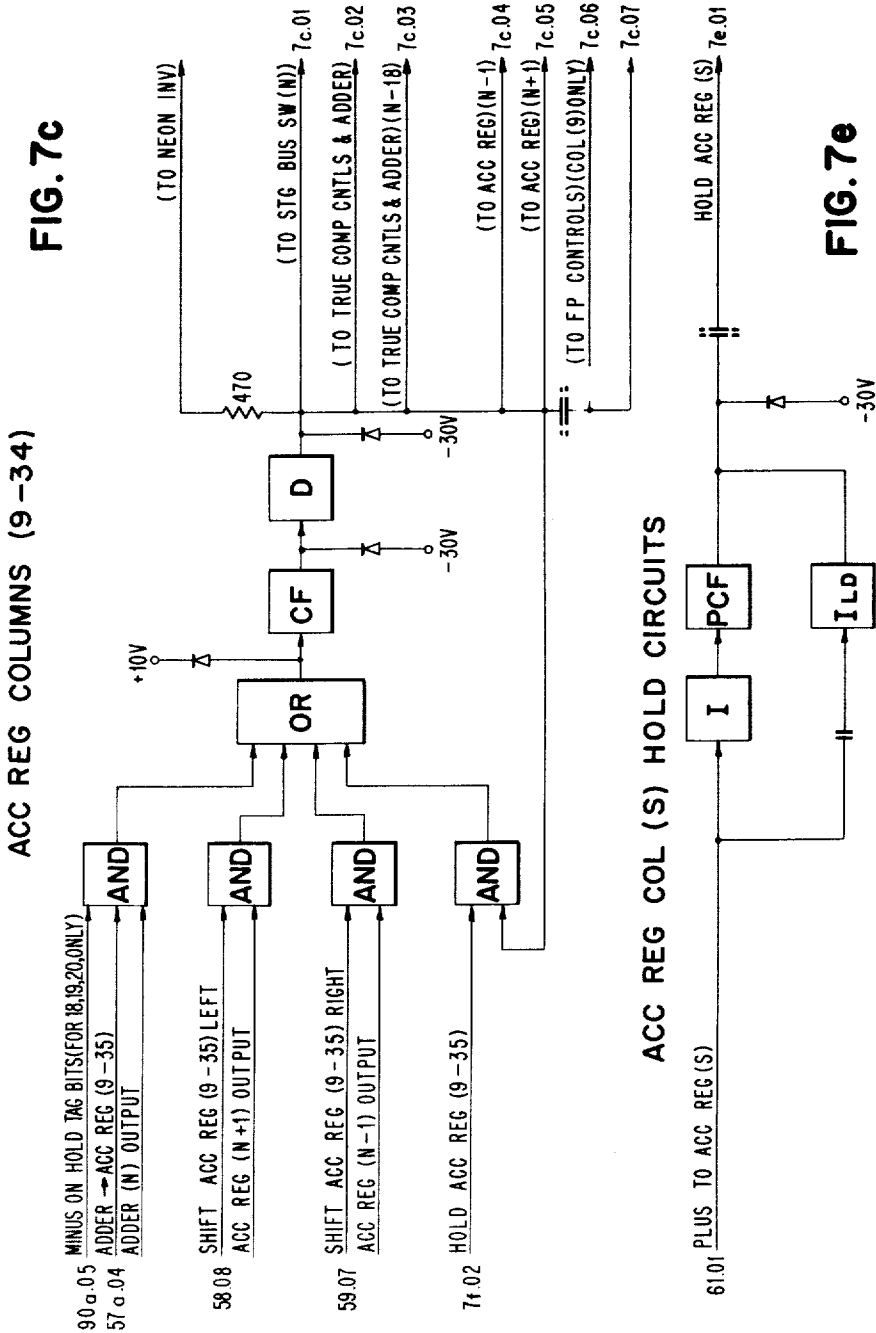 ACC REG COLUMNS (9-34)
FIG. 7c
90a.05 MINUS ON HOLD TAG BITS(FOR 18,19,20,ONLY)
57a.04 ADDER → ACC REG (9-35)
ADDER (N) OUTPUT
AND
58.08 SHIFT ACC REG (9-35) LEFT
ACC REG (N+1) OUTPUT
AND
59.07 SHIFT ACC REG (9-35) RIGHT
ACC REG (N-1) OUTPUT
AND
7f.02 HOLD ACC REG (9-35)
AND
OR
+10V
CF
-30V
D
-30V
470
(TO NEON INV)
(TO STG BUS SW(N)) 7c.01
(TO TRUE COMP CNTLS & ADDER) 7c.02
(TO TRUE COMP CNTLS & ADDER)(N-18) 7c.03
(TO ACC REG)(N-1) 7c.04
(TO ACC REG)(N+1) 7c.05
(TO FP CONTROLS)(COL(9)ONLY) 7c.06
7c.07
ACC REG COL (S) HOLD CIRCUITS
61.01 PLUS TO ACC REG(S)
I
PCF
ILD
-30V
HOLD ACC REG (S) 7e.01
FIG. 7e